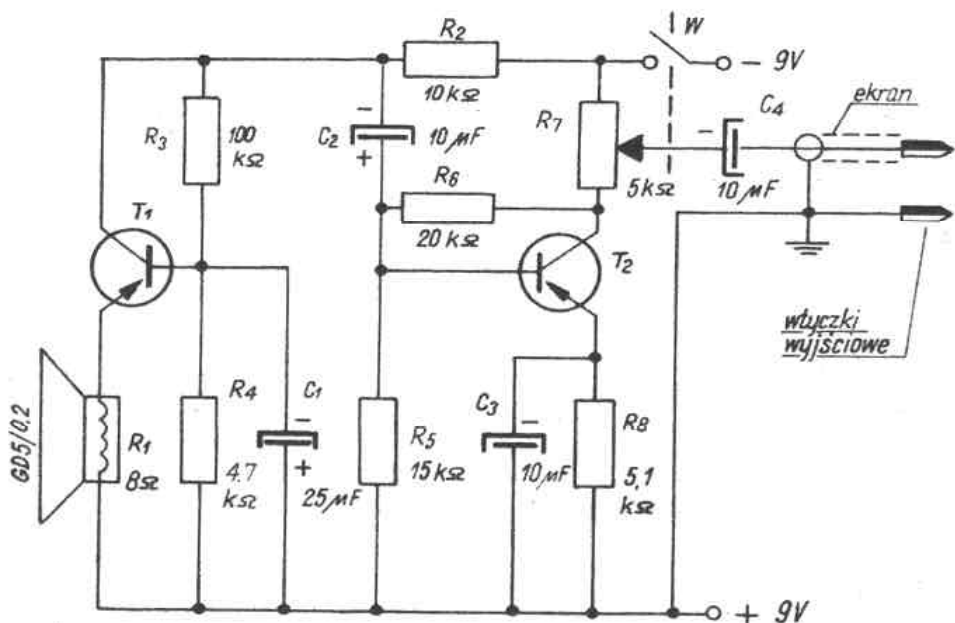 R2
10 kΩ
W
- 9V
R3
100
kΩ
-
C2
10 μF
+
R7
5kΩ
-
C4
10 μF
ekran
R6
20 kΩ
T1
T2
wtyczki
wyjściowe
GD5/0.2
R1
8Ω
R4
4.7
kΩ
C1
-
+
25 μF
R5
15 kΩ
C3
-
10 μF
R8
5,1
kΩ
+ 9V